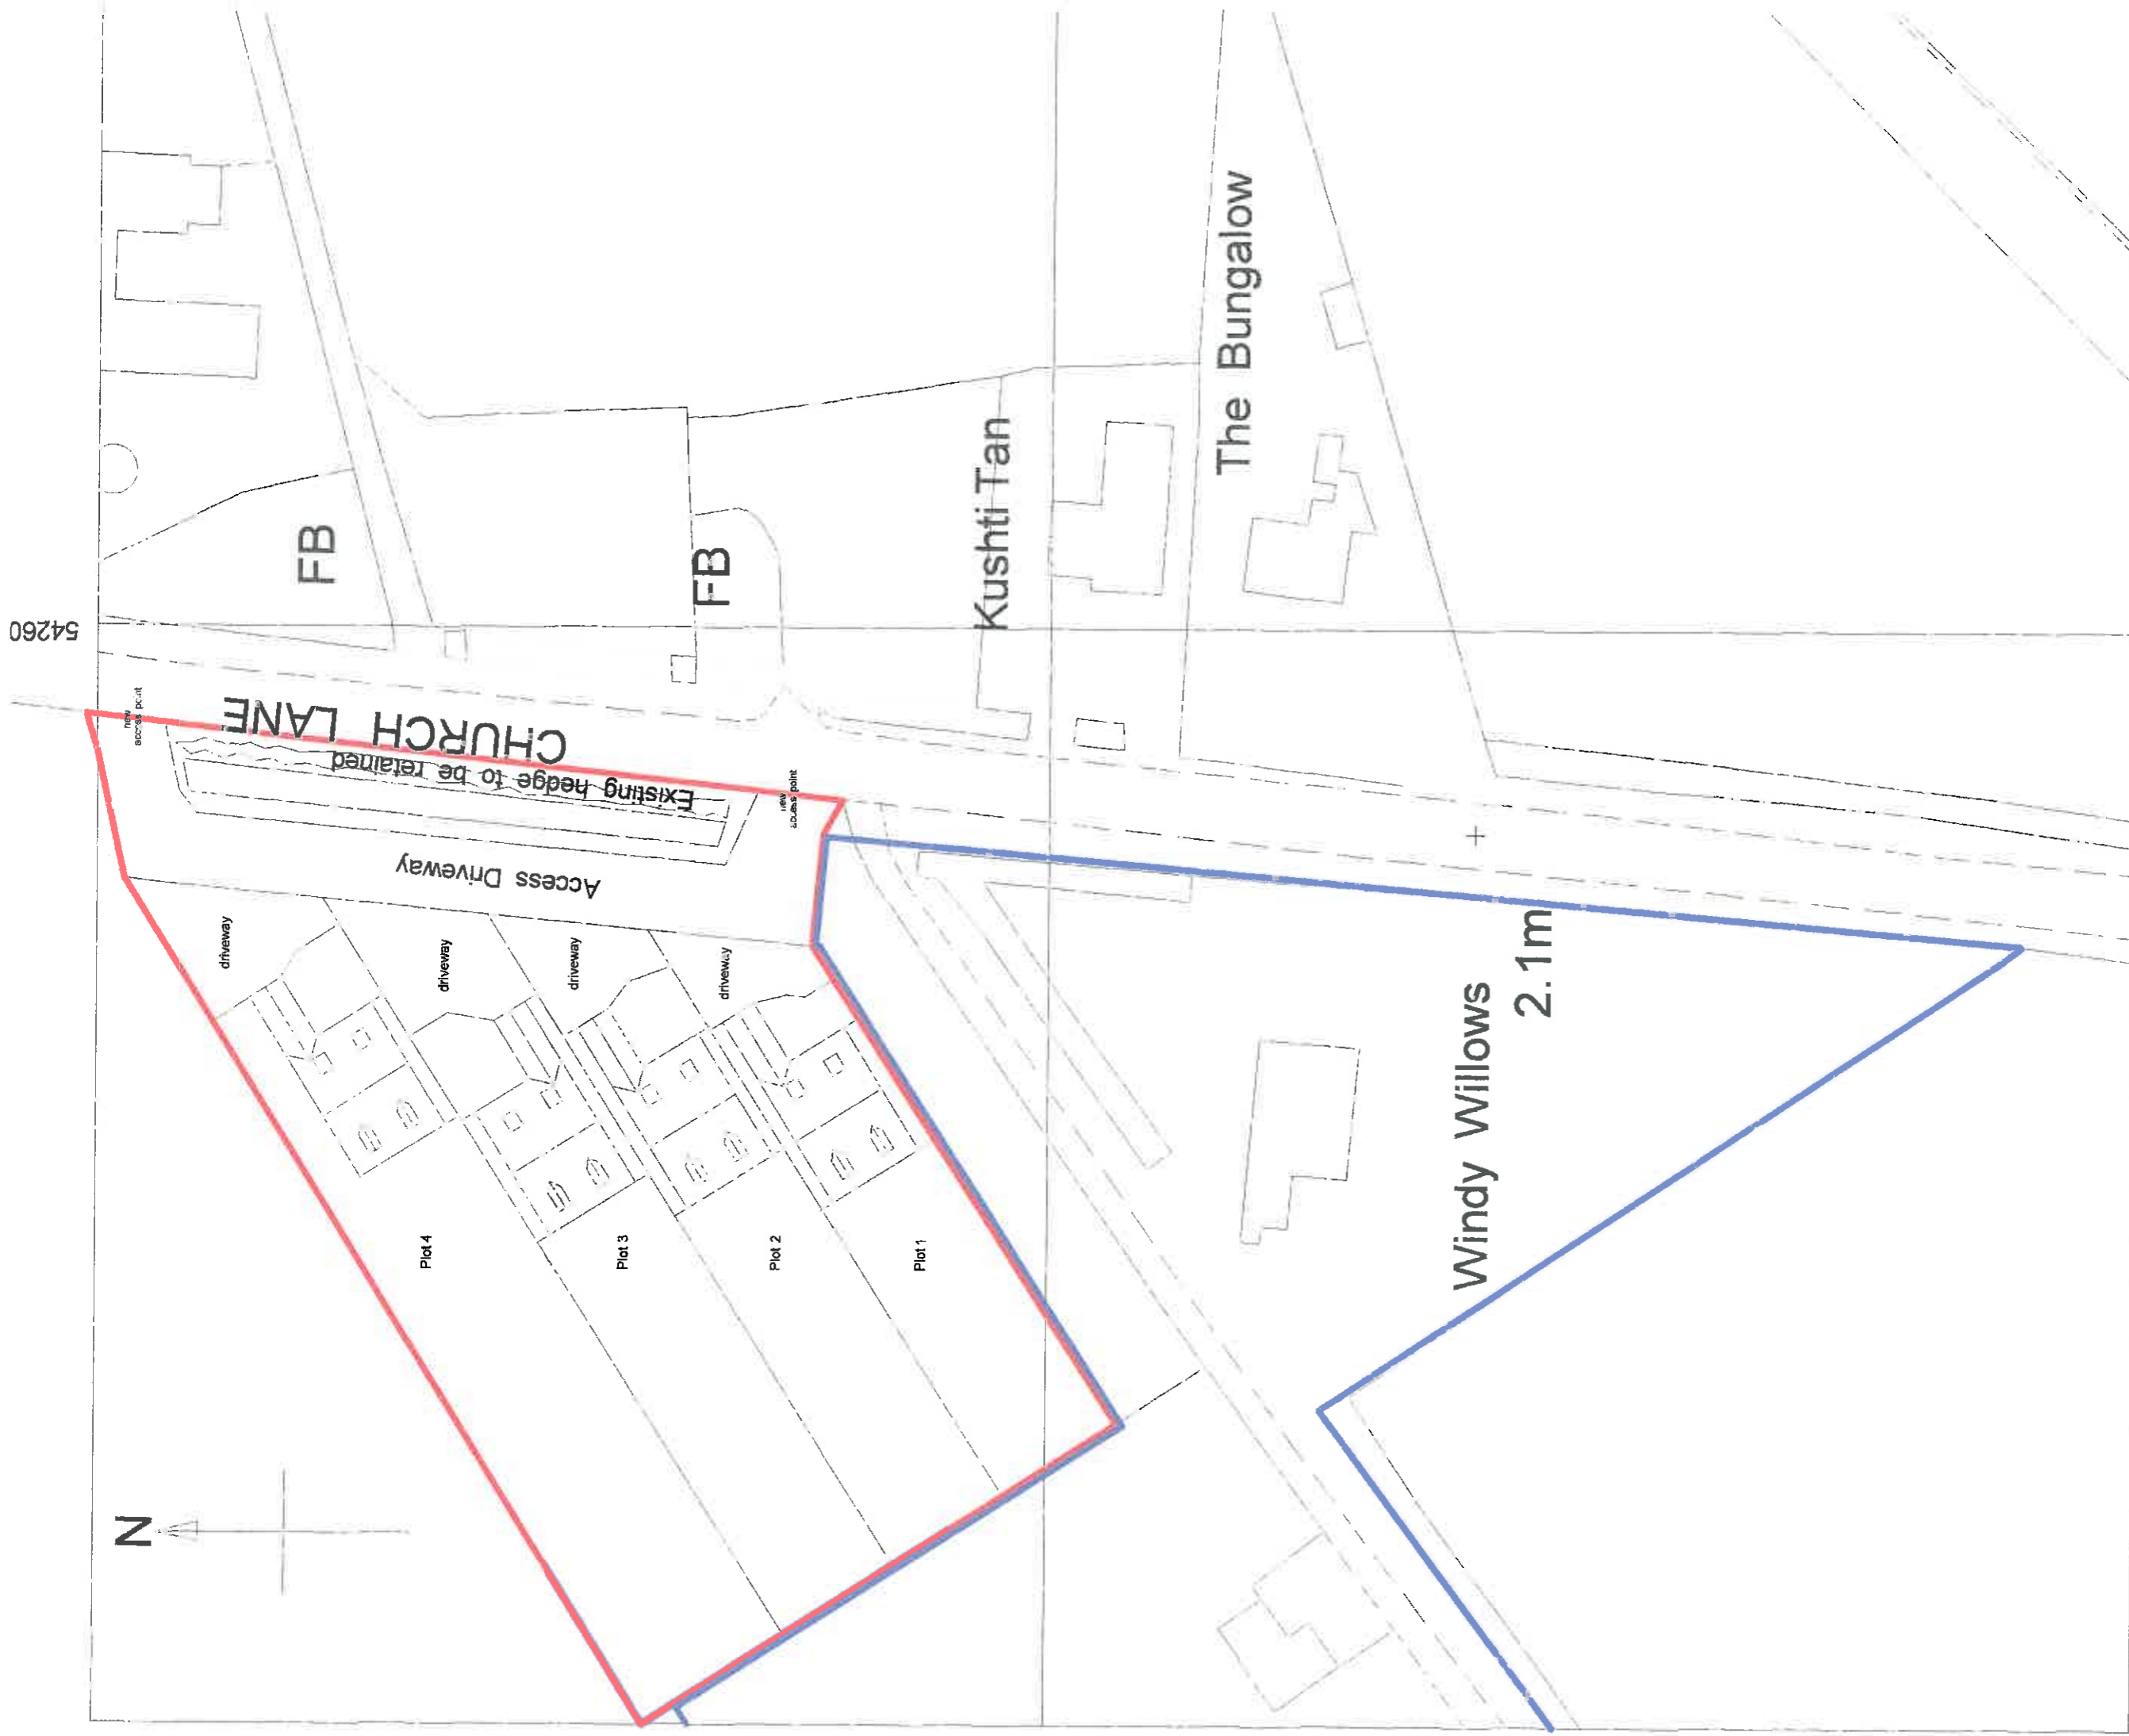 54260
FB
new
access point
CHURCH LANE
Existing hedge to be retained
FB
new
access point
Access Driveway
Kushti Tan
The Bungalow
driveway
driveway
driveway
driveway
2.1m
Windy Willows
Plot 4
Plot 3
Plot 2
Plot 1
N